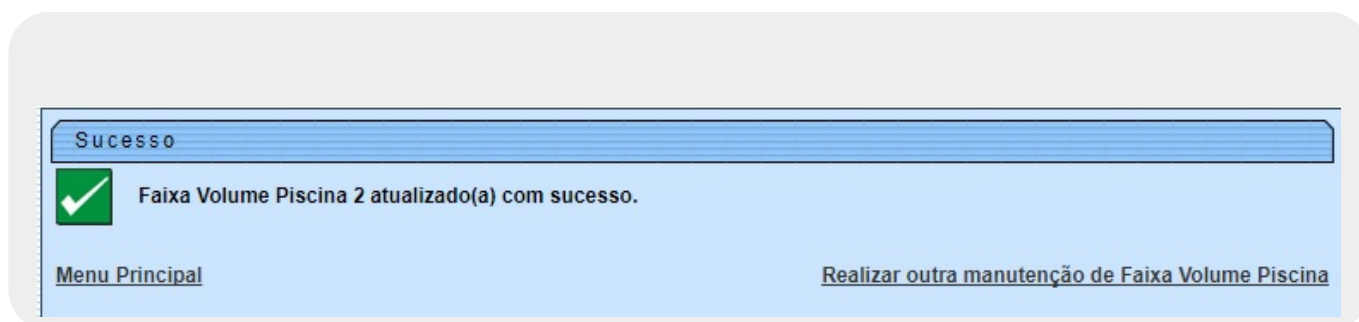 Sucesso
Faixa Volume Piscina 2 atualizado(a) com sucesso.
Menu Principal
Realizar outra manutenção de Faixa Volume Piscina